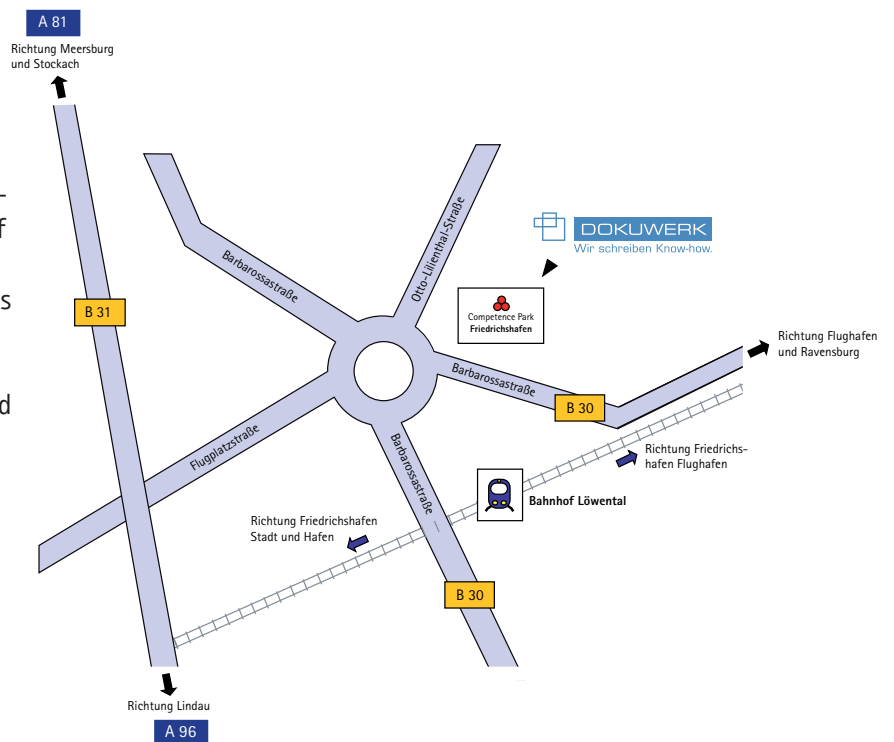 A 81
Richtung Meersburg
und Stockach
–
f
s
d
B 31
Barbarossastraße
Otto-Lilienthal-Straße
DOKUWERK
Wir schreiben Know-how.
Competence Park
Friedrichshafen
Richtung Flughafen
und Ravensburg
Barbarossastraße
B 30
Flugplatzstraße
Barbarossastraße
Richtung Friedrichs-
hafen Flughafen
Bahnhof Löwental
Richtung Friedrichshafen
Stadt und Hafen
B 30
Richtung Lindau
A 96